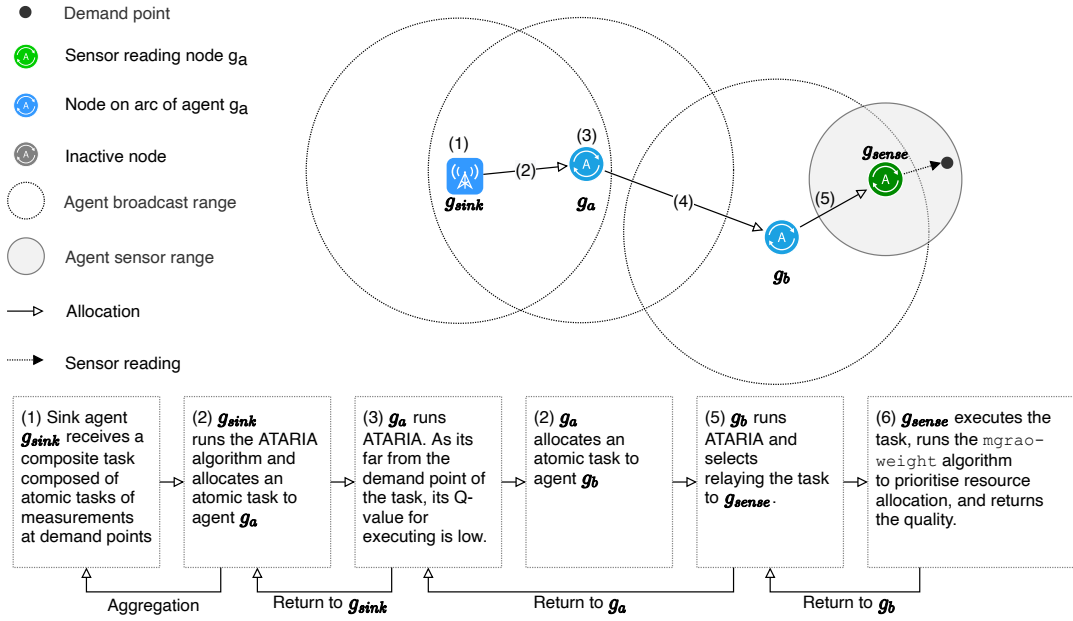 Demand point
Sensor reading node ga
Node on arc of agent ga
Inactive node
Agent broadcast range
Agent sensor range
Allocation
Sensor reading
(1)
(2)
(3)
(4)
(5)
A
A
A
gsink
ga
gb
gsense
A
A
A
(1) Sink agent
gsink receives a
composite task
composed of
atomic tasks of
measurements
at demand points
(2) gsink
runs the ATARIA
algorithm and
allocates an
atomic task to
agent ga
(3) ga runs
ATARIA. As its
far from the
demand point of
the task, its Q-
value for
executing is low.
(2) ga
allocates an
atomic task to
agent gb
(5) gb runs
ATARIA and
selects
relaying the task
to gsense.
(6) gsense executes the
task, runs the mgrao-
weight algorithm
to prioritise resource
allocation, and returns
the quality.
Aggregation
Return to gsink
Return to ga
Return to gb